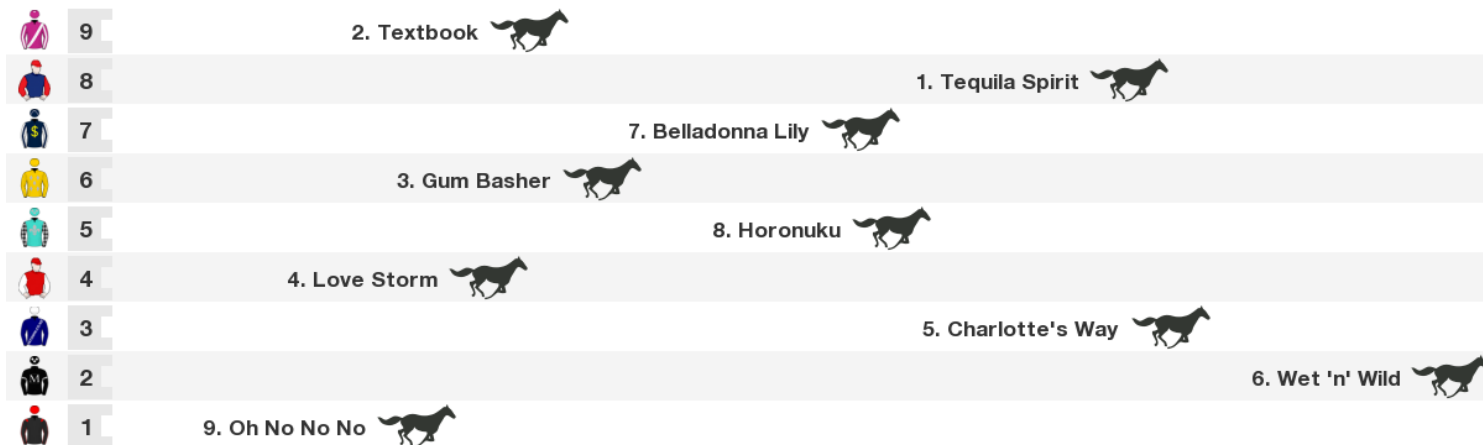 9 2. Textbook
8 1. Tequila Spirit
$ 7 7. Belladonna Lily
6 3. Gum Basher
5 8. Horonuku
4 4. Love Storm
3 5. Charlotte's Way
M 2 6. Wet 'n' Wild
1 9. Oh No No No